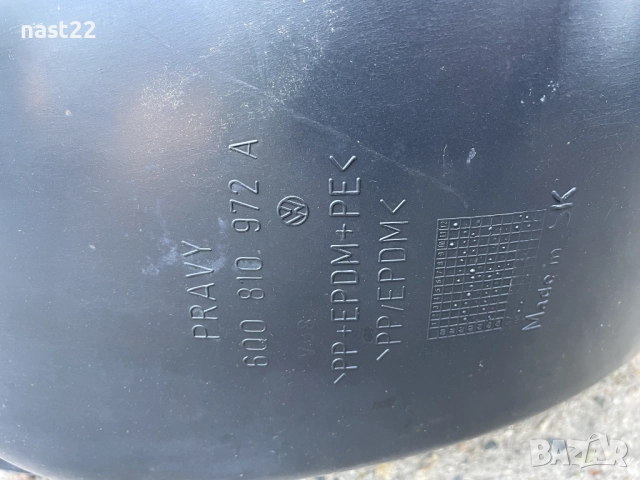 nast22
PRAVY
6Q0 810 972 A
>PP+EPDM+PE<
>PP/EPDM<
Made in SK
BAZAR